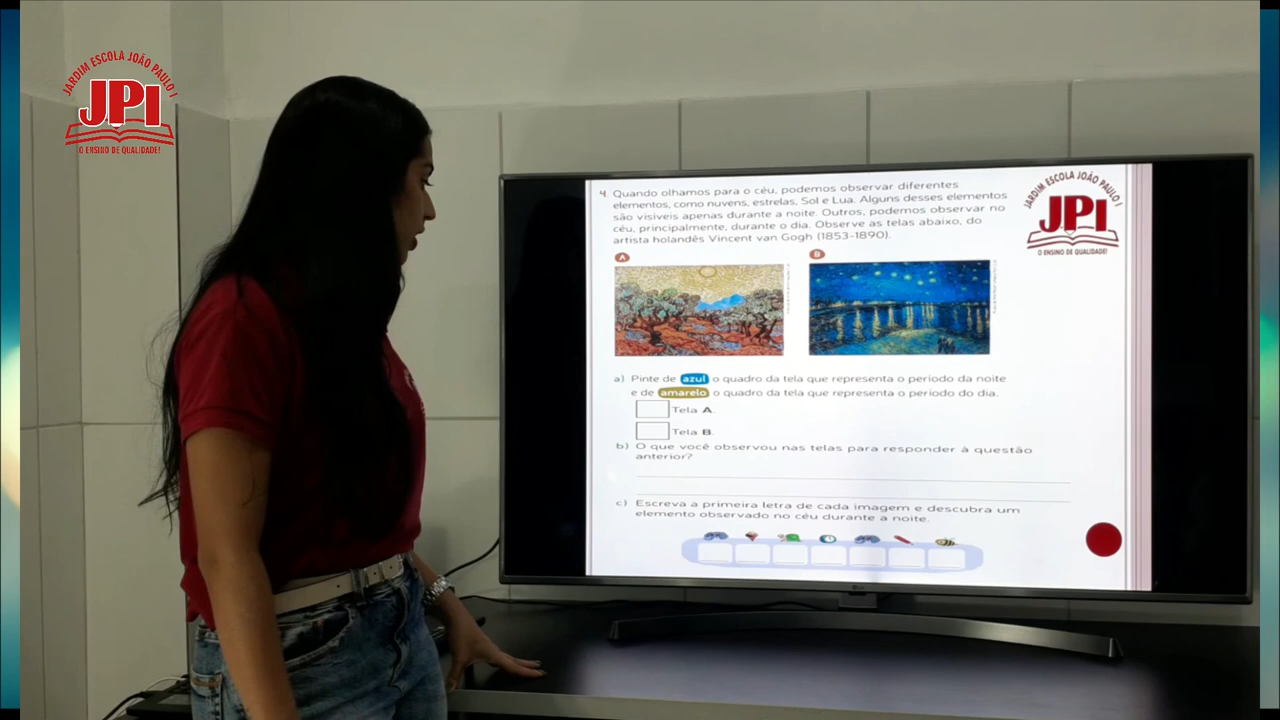 JARDIM ESCOLA JOÃO PAULO I
JPI
O ENSINO DE QUALIDADE!
4. Quando olhamos para o céu, podemos observar diferentes
elementos, como nuvens, estrelas, Sol e Lua. Alguns desses elementos
são visíveis apenas durante a noite. Outros, podemos observar no
céu, principalmente, durante o dia. Observe as telas abaixo, do
artista holandês Vincent van Gogh (1853-1890).
JARDIM ESCOLA JOÃO PAULO I
JPI
O ENSINO DE QUALIDADE!
A
B
a) Pinte de azul o quadro da tela que representa o período da noite
e de amarelo o quadro da tela que representa o período do dia.
Tela A.
Tela B.
b) O que você observou nas telas para responder à questão
anterior?
c) Escreva a primeira letra de cada imagem e descubra um
elemento observado no céu durante a noite.
LG